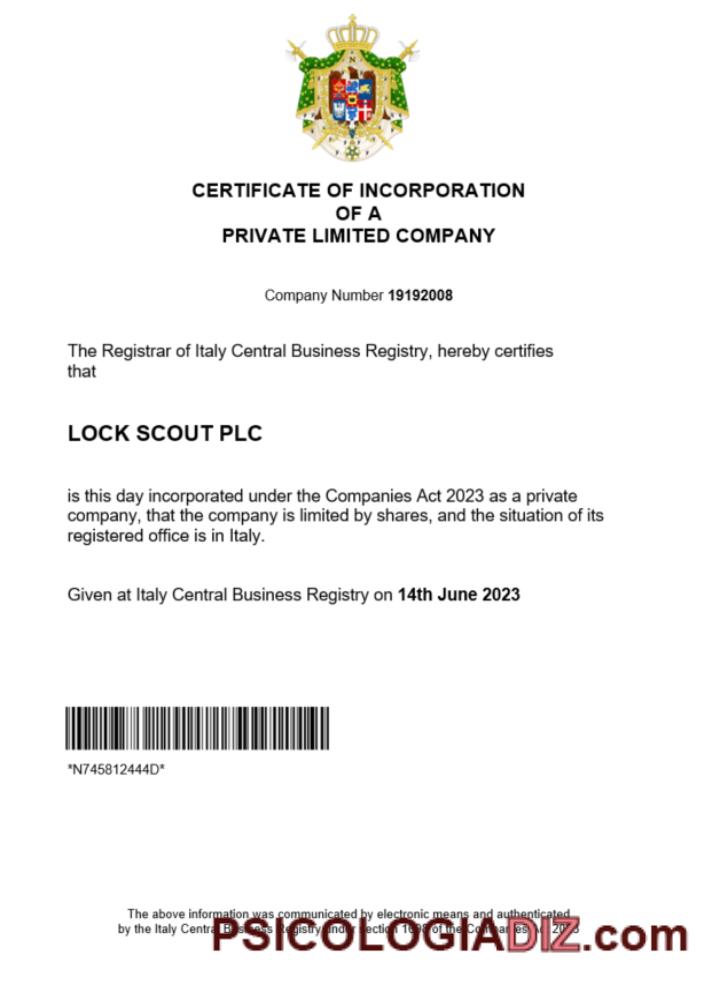 CERTIFICATE OF INCORPORATION
OF A
PRIVATE LIMITED COMPANY
Company Number 19192008
The Registrar of Italy Central Business Registry, hereby certifies
that
LOCK SCOUT PLC
is this day incorporated under the Companies Act 2023 as a private
company, that the company is limited by shares, and the situation of its
registered office is in Italy.
Given at Italy Central Business Registry on 14th June 2023
*N745812444D*
The above information was communicated by electronic means and authenticated
by the Italy Central Business Registry under section of the Companies Act
PSICOLOGIADIZ.com